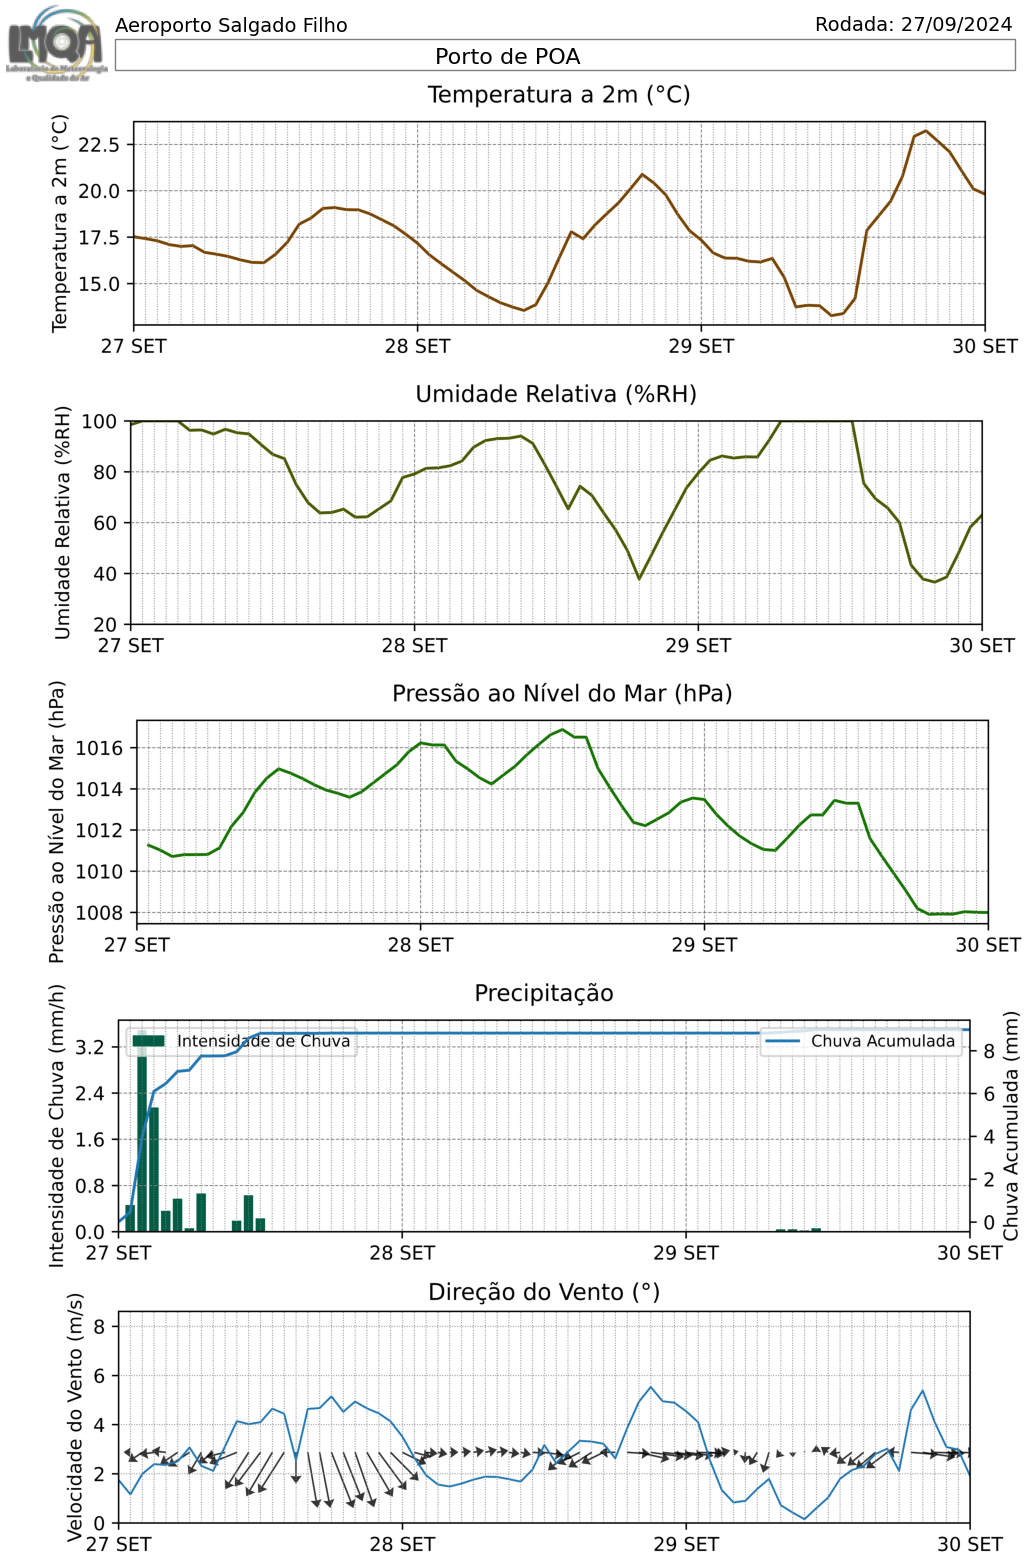 LMQA
Laboratório de Meteorologia
e Qualidade do Ar
Aeroporto Salgado Filho
Rodada: 27/09/2024
Porto de POA
Temperatura a 2m (°C)
Temperatura a 2m (°C)
22.5
20.0
17.5
15.0
27 SET 28 SET 29 SET 30 SET
Umidade Relativa (%RH)
Umidade Relativa (%RH)
100
80
60
40
20
27 SET 28 SET 29 SET 30 SET
Pressão ao Nível do Mar (hPa)
Pressão ao Nível do Mar (hPa)
1016
1014
1012
1010
1008
27 SET 28 SET 29 SET 30 SET
Precipitação
Intensidade de Chuva (mm/h)
3.2
2.4
1.6
0.8
0.0
Intensidade de Chuva
Chuva Acumulada
8
6
4
2
0
Chuva Acumulada (mm)
27 SET 28 SET 29 SET 30 SET
Direção do Vento (°)
Velocidade do Vento (m/s)
8
6
4
2
0
27 SET 28 SET 29 SET 30 SET